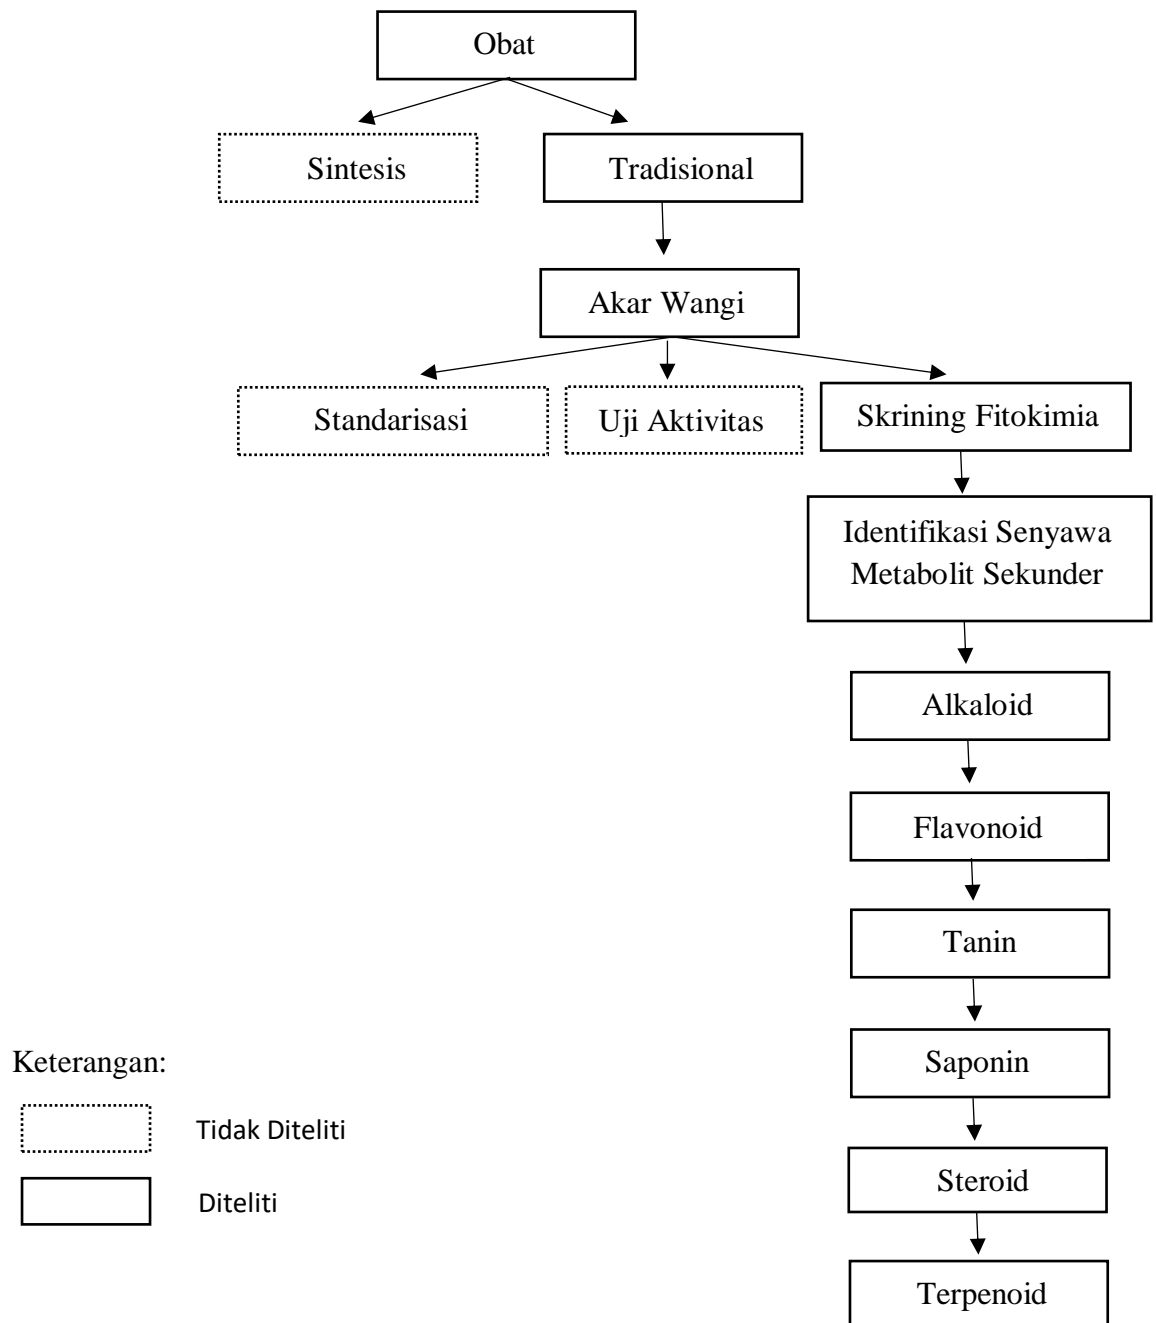 Obat
Sintesis
Tradisional
Akar Wangi
Standarisasi
Uji Aktivitas
Skrining Fitokimia
Identifikasi Senyawa
Metabolit Sekunder
Alkaloid
Flavonoid
Tanin
Saponin
Steroid
Terpenoid
Keterangan:
Tidak Diteliti
Diteliti